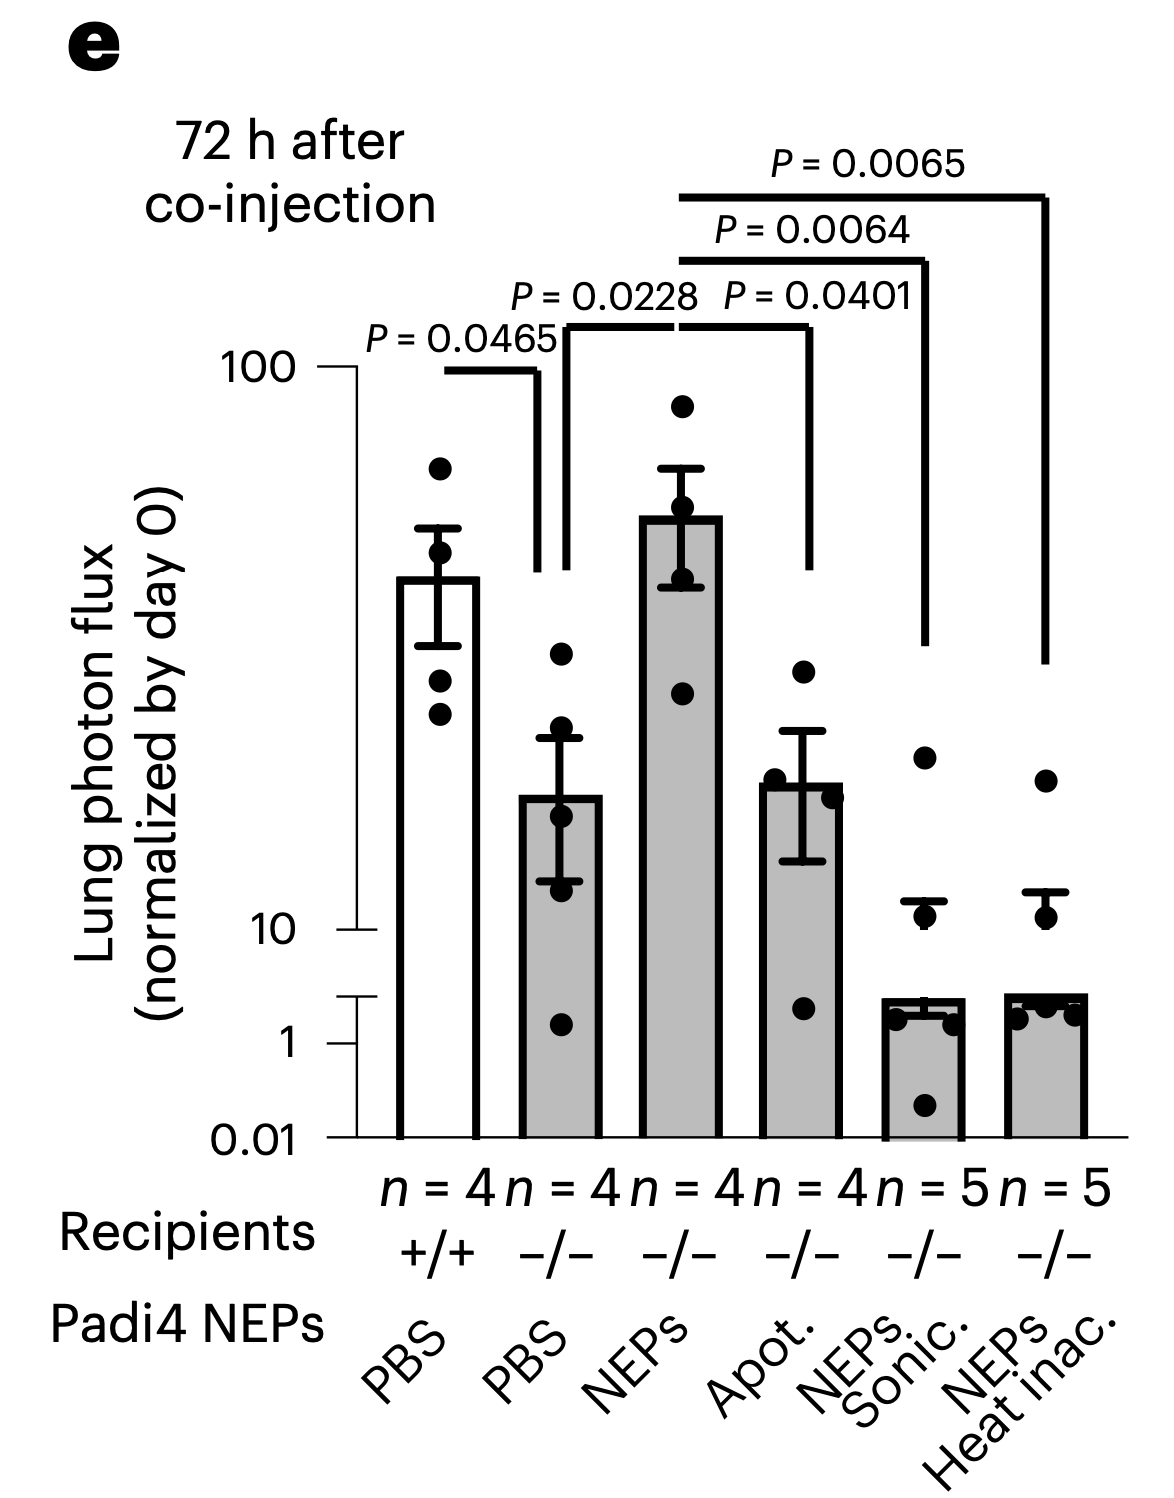 e
72 h after
co-injection
P = 0.0065
P = 0.0064
P = 0.0228 P = 0.0401
P = 0.0465
100
10
1
0.01
Lung photon flux
(normalized by day 0)
n = 4 n = 4 n = 4 n = 4 n = 5 n = 5
Recipients +/+ –/– –/– –/– –/– –/–
Padi4 NEPs
PBS
PBS
NEPs
Apot.
NEPs
Sonic.
NEPs
Heat inac.